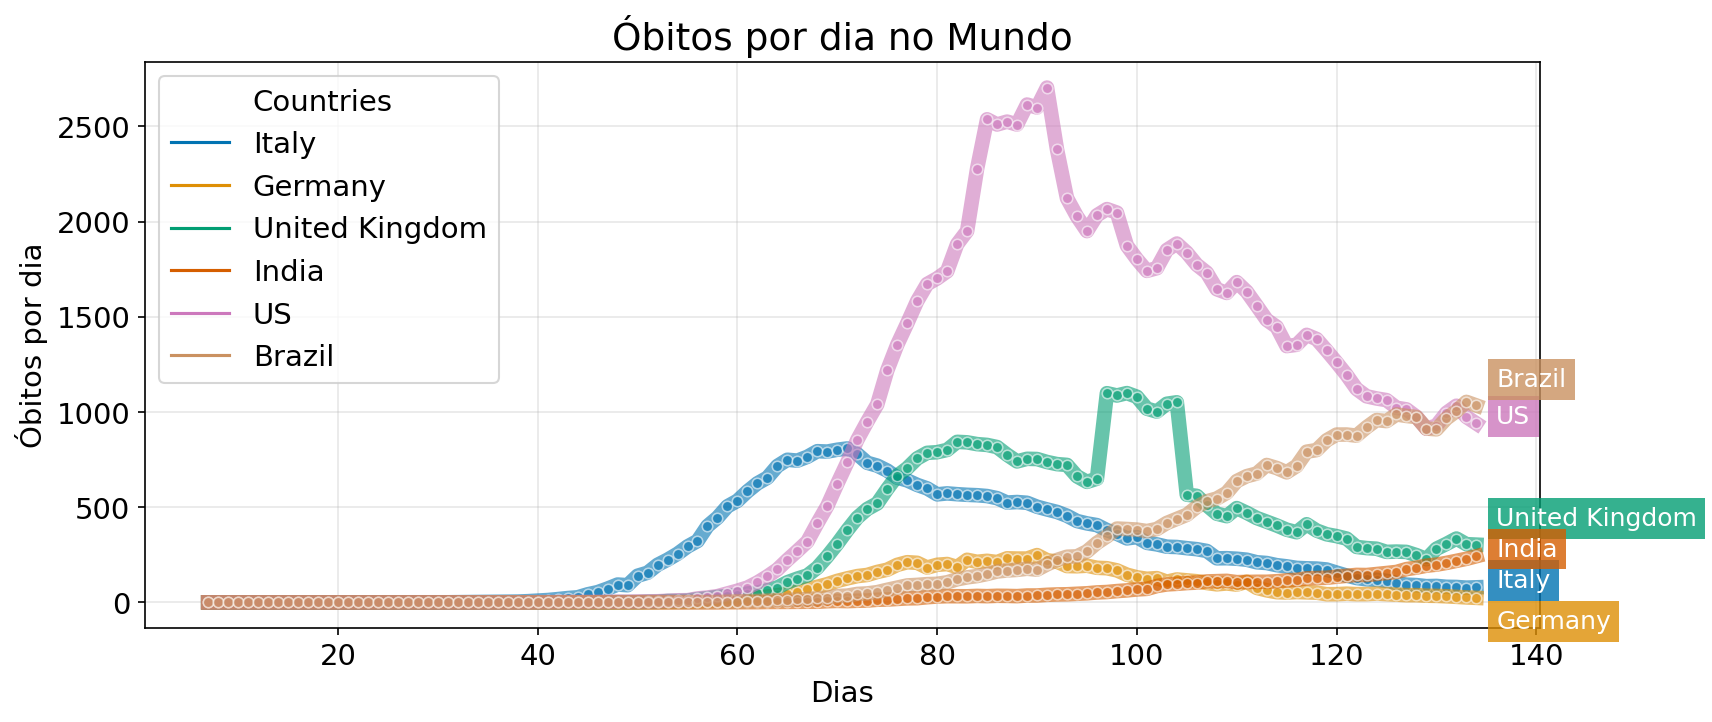 Óbitos por dia no Mundo
Óbitos por dia
2500
2000
1500
1000
500
0
Countries
Italy
Germany
United Kingdom
India
US
Brazil
Brazil
US
United Kingdom
India
Italy
Germany
20 40 60 80 100 120 140
Dias